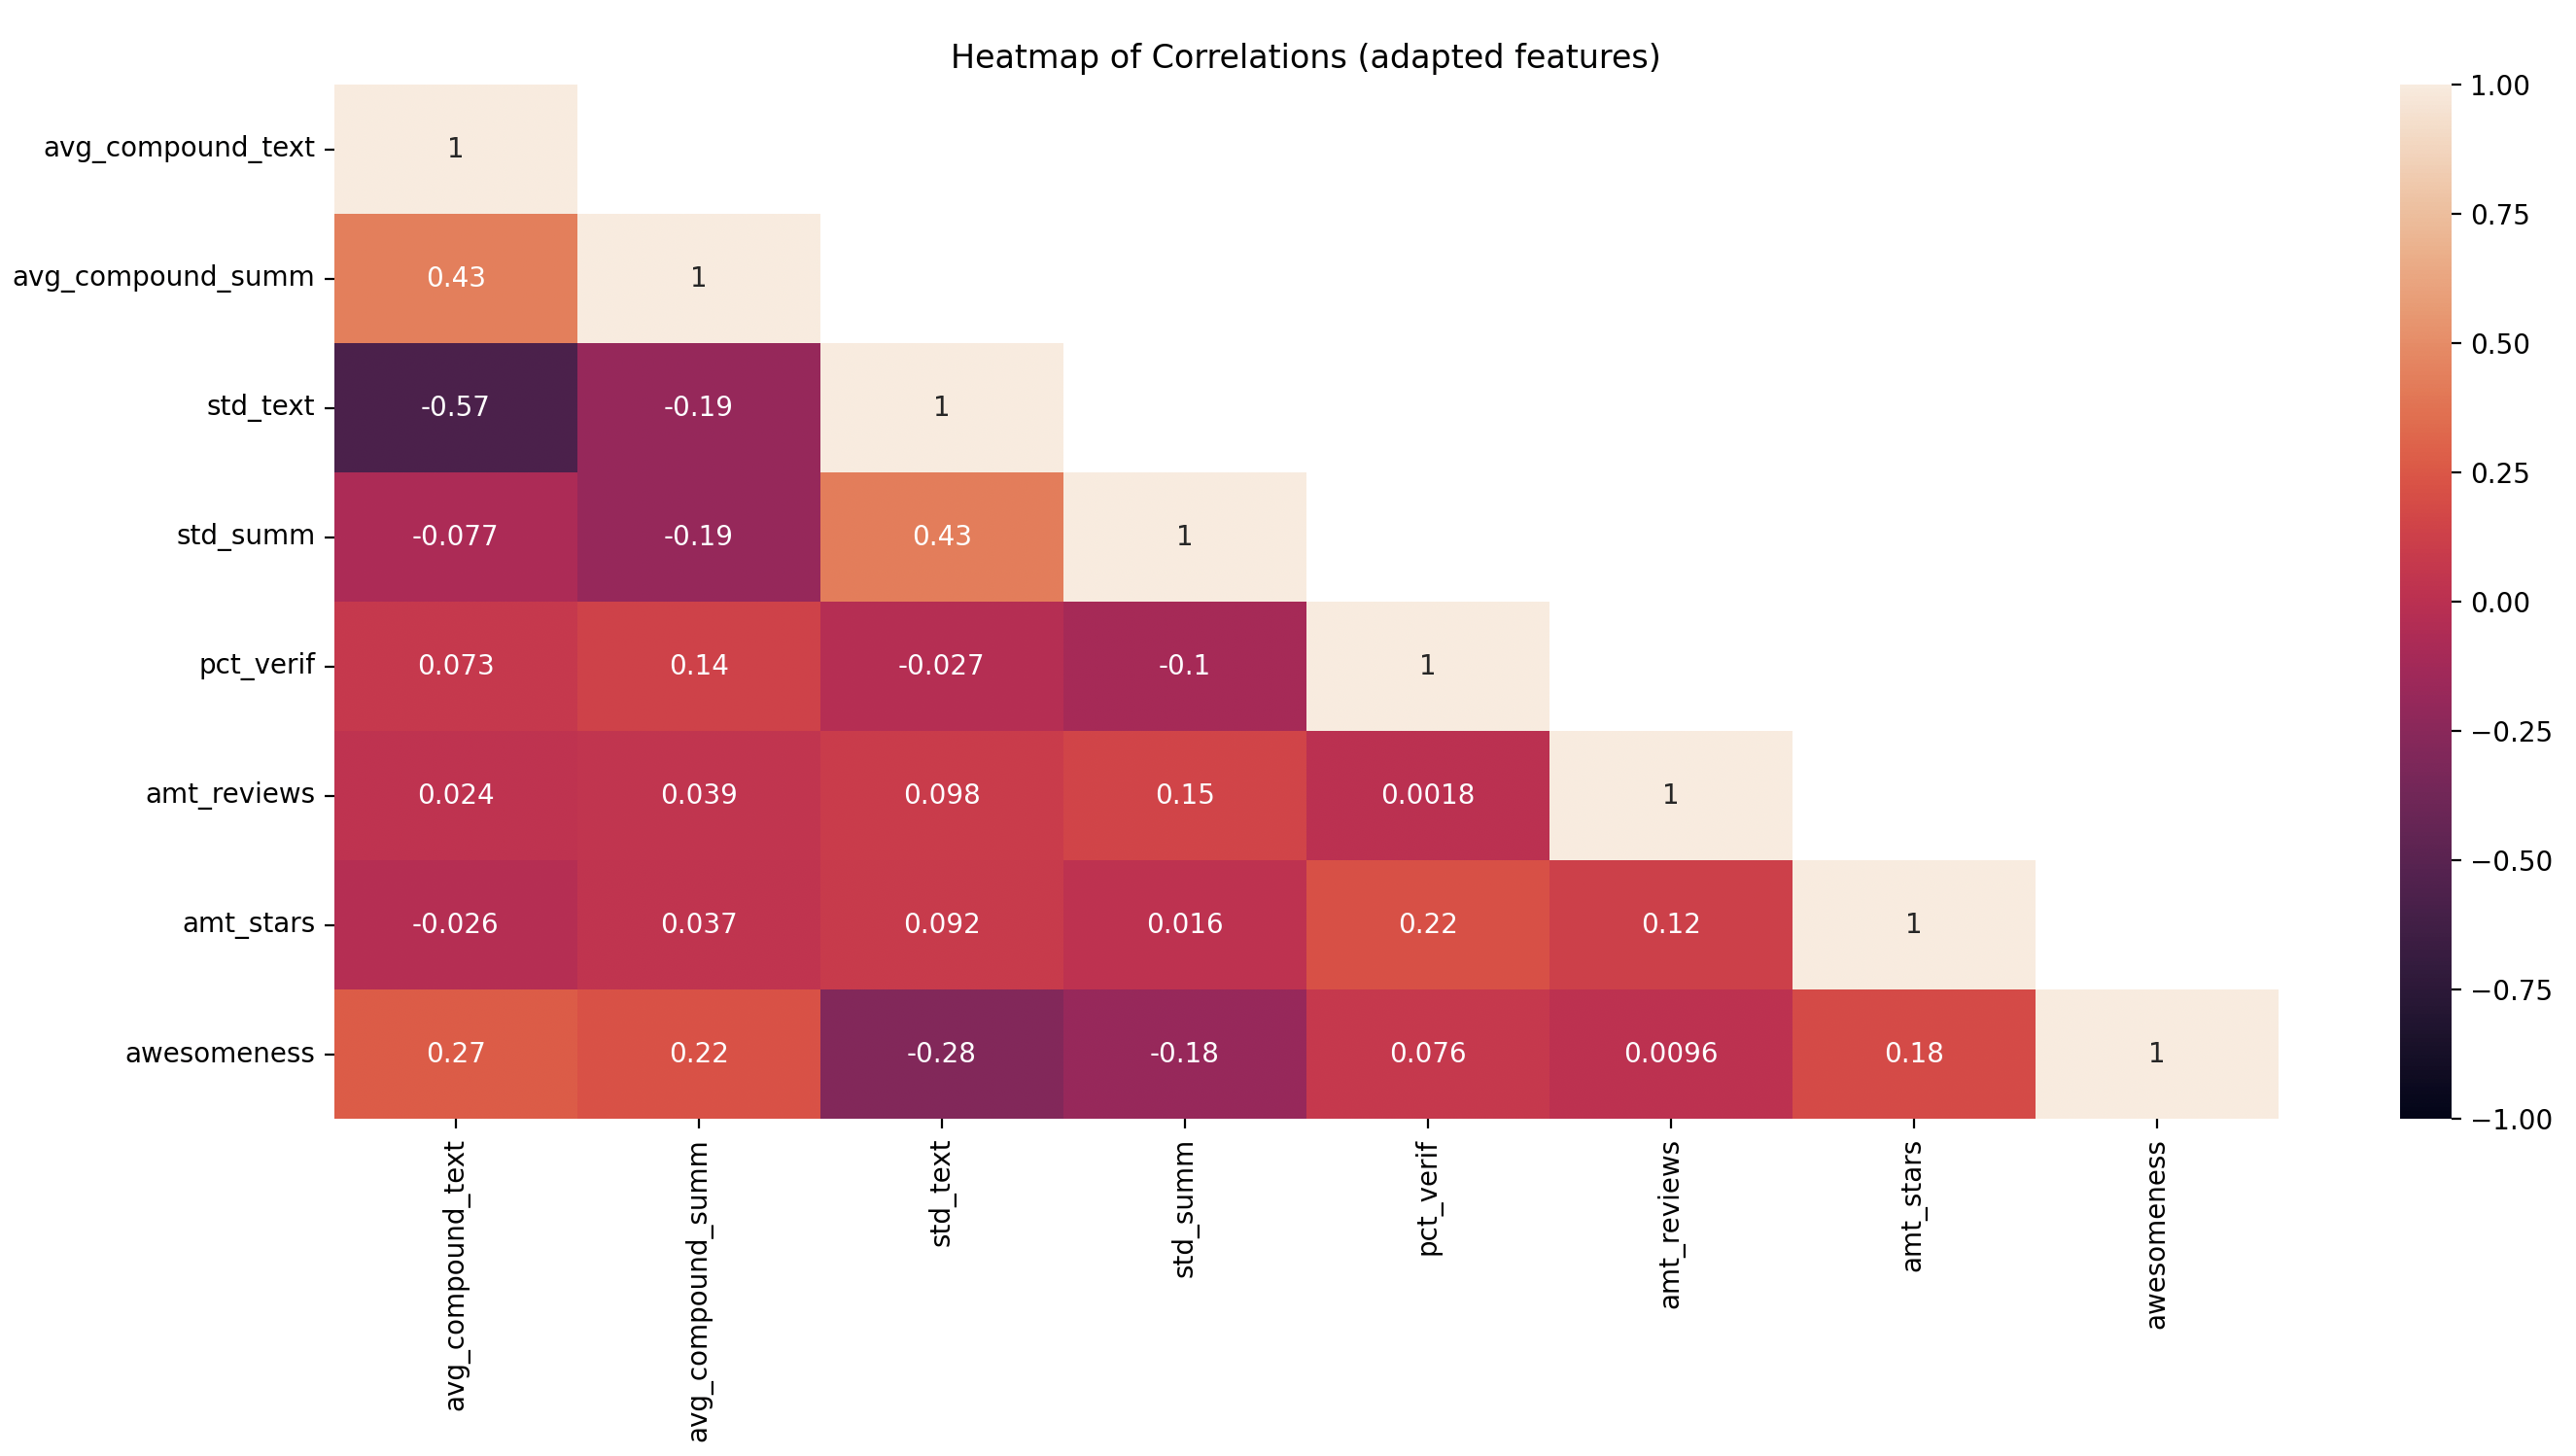 Heatmap of Correlations (adapted features)
avg_compound_text 1
avg_compound_summ 0.43 1
std_text -0.57 -0.19 1
std_summ -0.077 -0.19 0.43 1
pct_verif 0.073 0.14 -0.027 -0.1 1
amt_reviews 0.024 0.039 0.098 0.15 0.0018 1
amt_stars -0.026 0.037 0.092 0.016 0.22 0.12 1
awesomeness 0.27 0.22 -0.28 -0.18 0.076 0.0096 0.18 1
avg_compound_text
avg_compound_summ
std_text
std_summ
pct_verif
amt_reviews
amt_stars
awesomeness
1.00
0.75
0.50
0.25
0.00
−0.25
−0.50
−0.75
−1.00